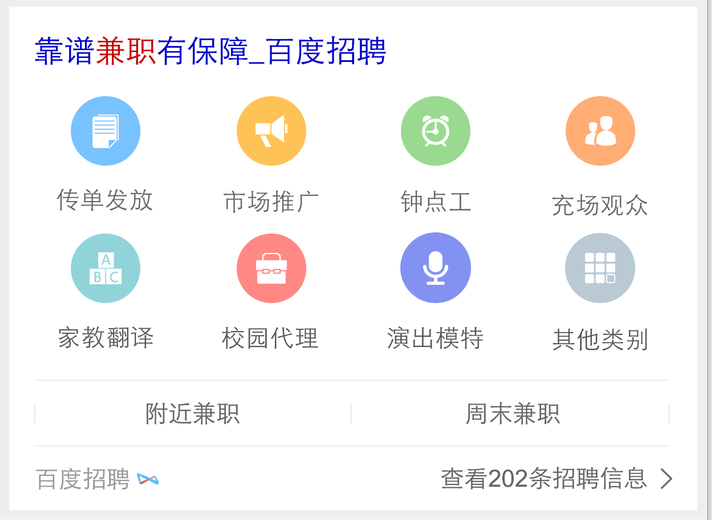 靠谱兼职有保障_百度招聘
传单发放 市场推广 钟点工 充场观众
A
B C
家教翻译 校园代理 演出模特 其他类别
附近兼职 周末兼职
百度招聘 查看202条招聘信息